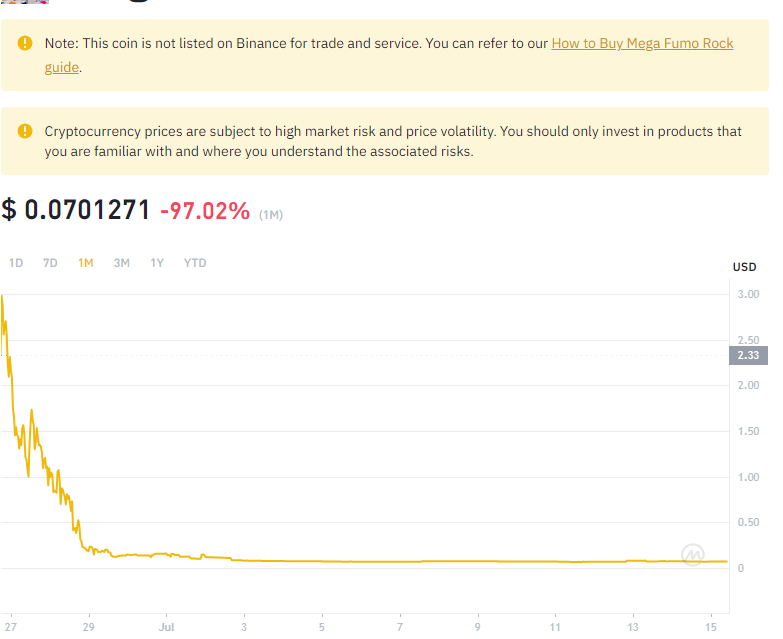 Note: This coin is not listed on Binance for trade and service. You can refer to our How to Buy Mega Fumo Rock
guide.
Cryptocurrency prices are subject to high market risk and price volatility. You should only invest in products that
you are familiar with and where you understand the associated risks.
$ 0.0701271 -97.02% (1M)
1D 7D 1M 3M 1Y YTD
USD
3.00
2.50
2.33
2.00
1.50
1.00
0.50
0
27 29 Jul 3 5 7 9 11 13 15